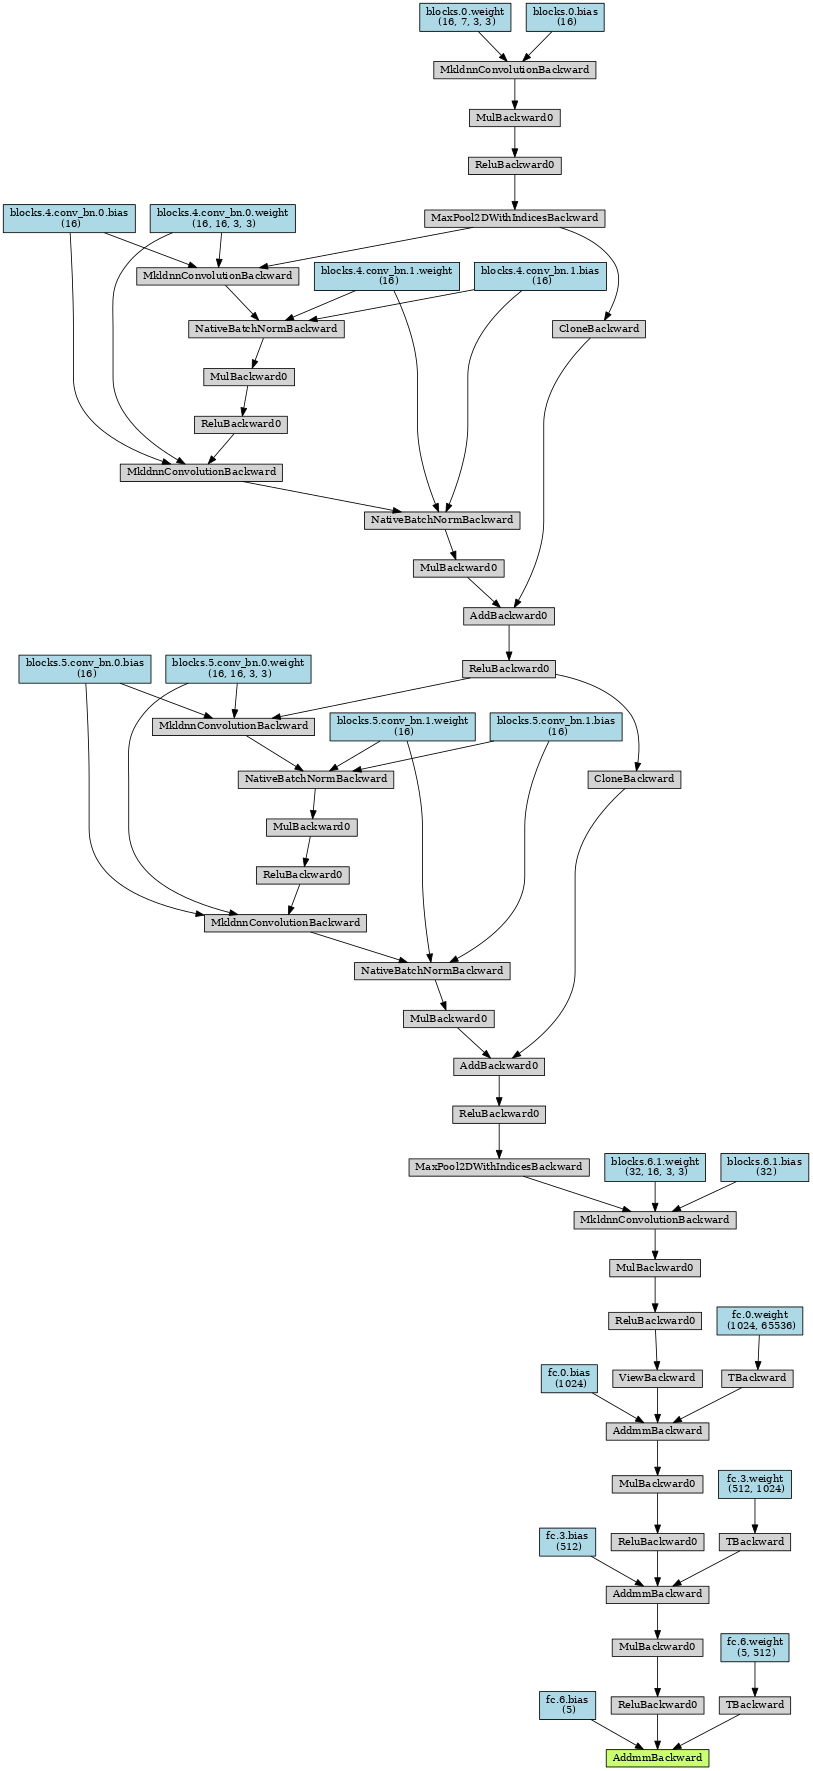 blocks.0.weight
(16, 7, 3, 3)
blocks.0.bias
(16)
MkldnnConvolutionBackward
MulBackward0
ReluBackward0
blocks.4.conv_bn.0.bias
(16)
blocks.4.conv_bn.0.weight
(16, 16, 3, 3)
MaxPool2DWithIndicesBackward
MkldnnConvolutionBackward
blocks.4.conv_bn.1.weight
(16)
blocks.4.conv_bn.1.bias
(16)
NativeBatchNormBackward
CloneBackward
MulBackward0
ReluBackward0
MkldnnConvolutionBackward
NativeBatchNormBackward
MulBackward0
AddBackward0
blocks.5.conv_bn.0.bias
(16)
blocks.5.conv_bn.0.weight
(16, 16, 3, 3)
ReluBackward0
MkldnnConvolutionBackward
blocks.5.conv_bn.1.weight
(16)
blocks.5.conv_bn.1.bias
(16)
NativeBatchNormBackward
CloneBackward
MulBackward0
ReluBackward0
MkldnnConvolutionBackward
NativeBatchNormBackward
MulBackward0
AddBackward0
ReluBackward0
MaxPool2DWithIndicesBackward
blocks.6.1.weight
(32, 16, 3, 3)
blocks.6.1.bias
(32)
MkldnnConvolutionBackward
MulBackward0
ReluBackward0
fc.0.weight
(1024, 65536)
fc.0.bias
(1024)
ViewBackward
TBackward
AddmmBackward
MulBackward0
fc.3.weight
(512, 1024)
fc.3.bias
(512)
ReluBackward0
TBackward
AddmmBackward
MulBackward0
fc.6.weight
(5, 512)
fc.6.bias
(5)
ReluBackward0
TBackward
AddmmBackward